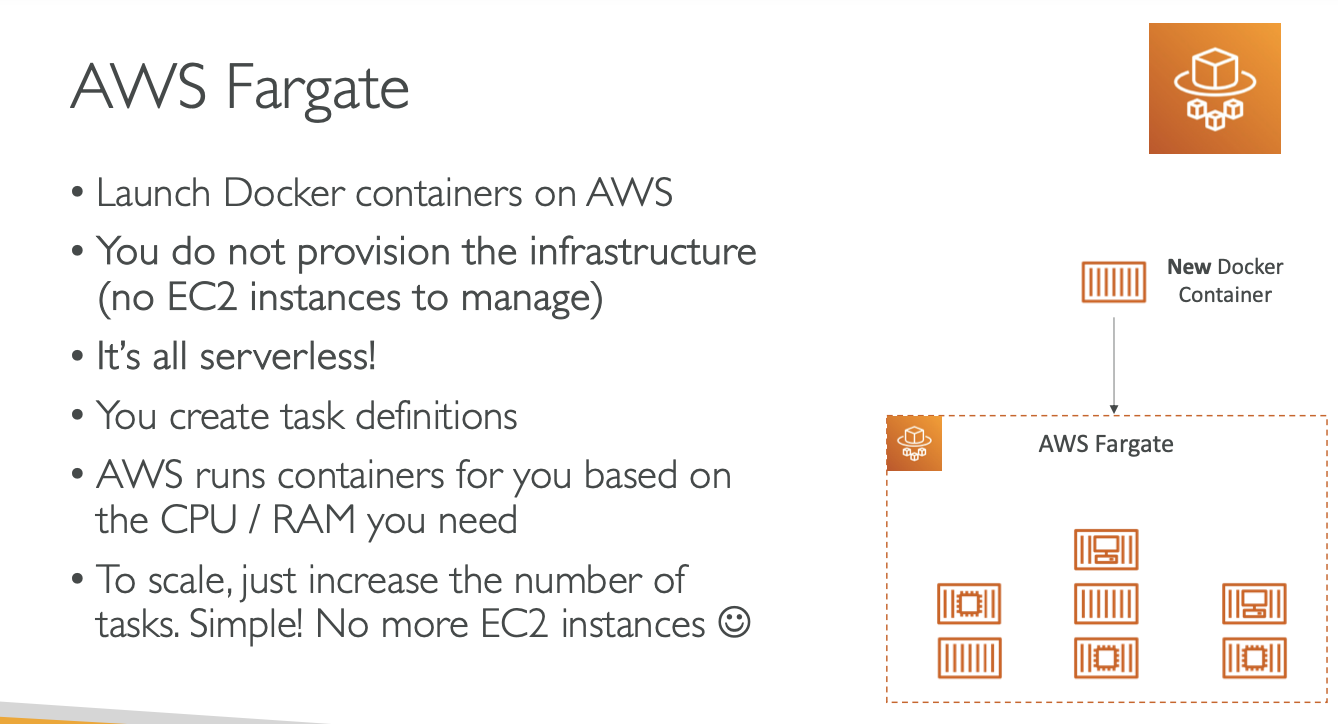 AWS Fargate
• Launch Docker containers on AWS
• You do not provision the infrastructure
(no EC2 instances to manage)
• It’s all serverless!
• You create task definitions
• AWS runs containers for you based on
the CPU / RAM you need
• To scale, just increase the number of
tasks. Simple! No more EC2 instances ☺
New Docker
Container
AWS Fargate